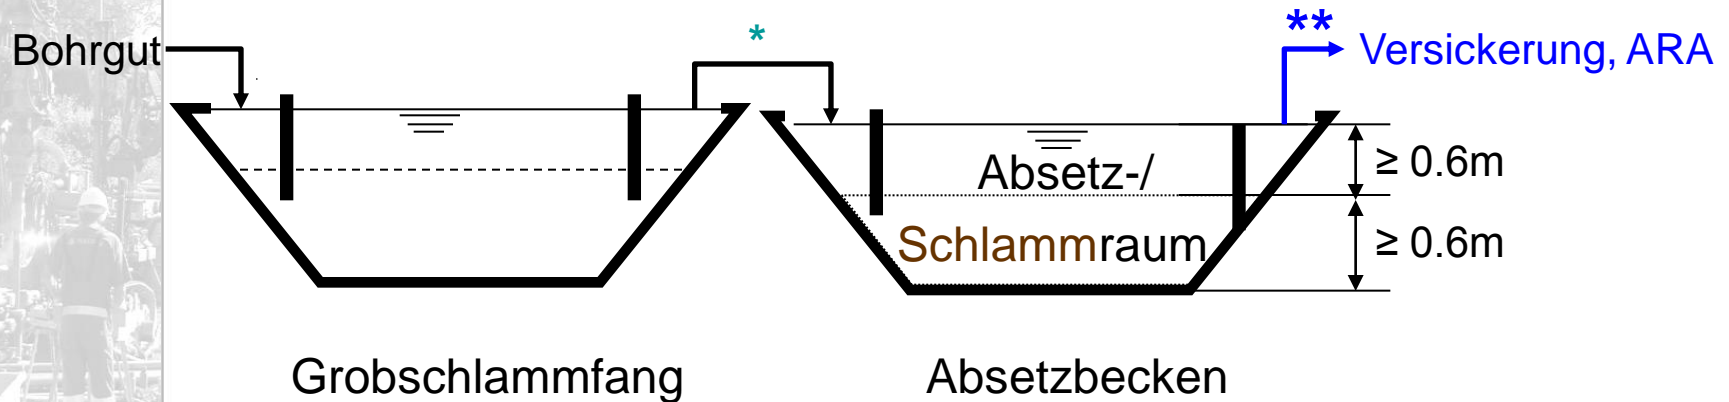 Bohrgut
*
**
Versickerung, ARA
Absetz-/
Schlammraum
≥ 0.6m
≥ 0.6m
Grobschlammfang
Absetzbecken